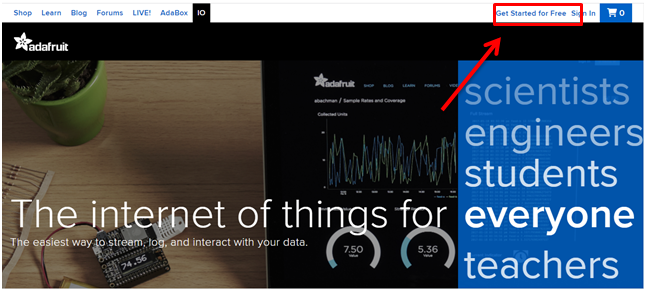 Shop Learn Blog Forums LIVE! AdaBox IO Get Started for Free Sign In 0
adafruit
adafruit SHOP BLOG LEARN FORUMS
abachman / Sample Rates and Coverage
Collected Units
scientists
engineers
students
The internet of things for everyone
The easiest way to stream, log, and interact with your data.
teachers
74.56
7.50 5.36
Value Value